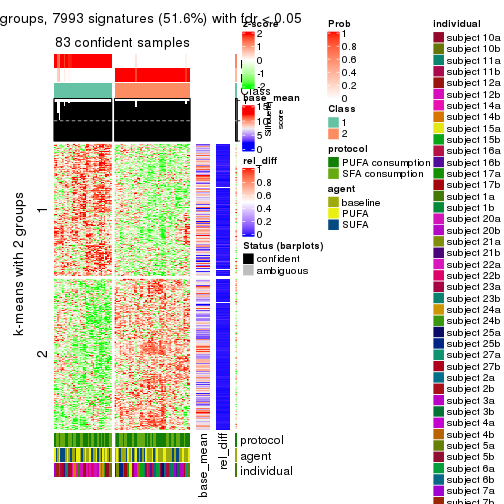 groups, 7993 signatures (51.6%) with fdr < 0.05
83 confident samples
k-means with 2 groups
1
2
z-score
2
1
0
-1
-2
Class
base_mean
15
10
5
0
Silhouette
score
rel_diff
1
0.8
0.6
0.4
0.2
0
Status (barplots)
confident
ambiguous
protocol
agent
individual
base_mean
rel_diff
Prob
1
0.8
0.6
0.4
0.2
0
Class
1
2
protocol
PUFA consumption
SFA consumption
agent
baseline
PUFA
SUFA
individual
subject 10a
subject 10b
subject 11a
subject 11b
subject 12a
subject 12b
subject 14a
subject 14b
subject 15a
subject 15b
subject 16a
subject 16b
subject 17a
subject 17b
subject 1a
subject 1b
subject 20a
subject 20b
subject 21a
subject 21b
subject 22a
subject 22b
subject 23a
subject 23b
subject 24a
subject 24b
subject 25a
subject 25b
subject 27a
subject 27b
subject 2a
subject 2b
subject 3a
subject 3b
subject 4a
subject 4b
subject 5a
subject 5b
subject 6a
subject 6b
subject 7a
subject 7b